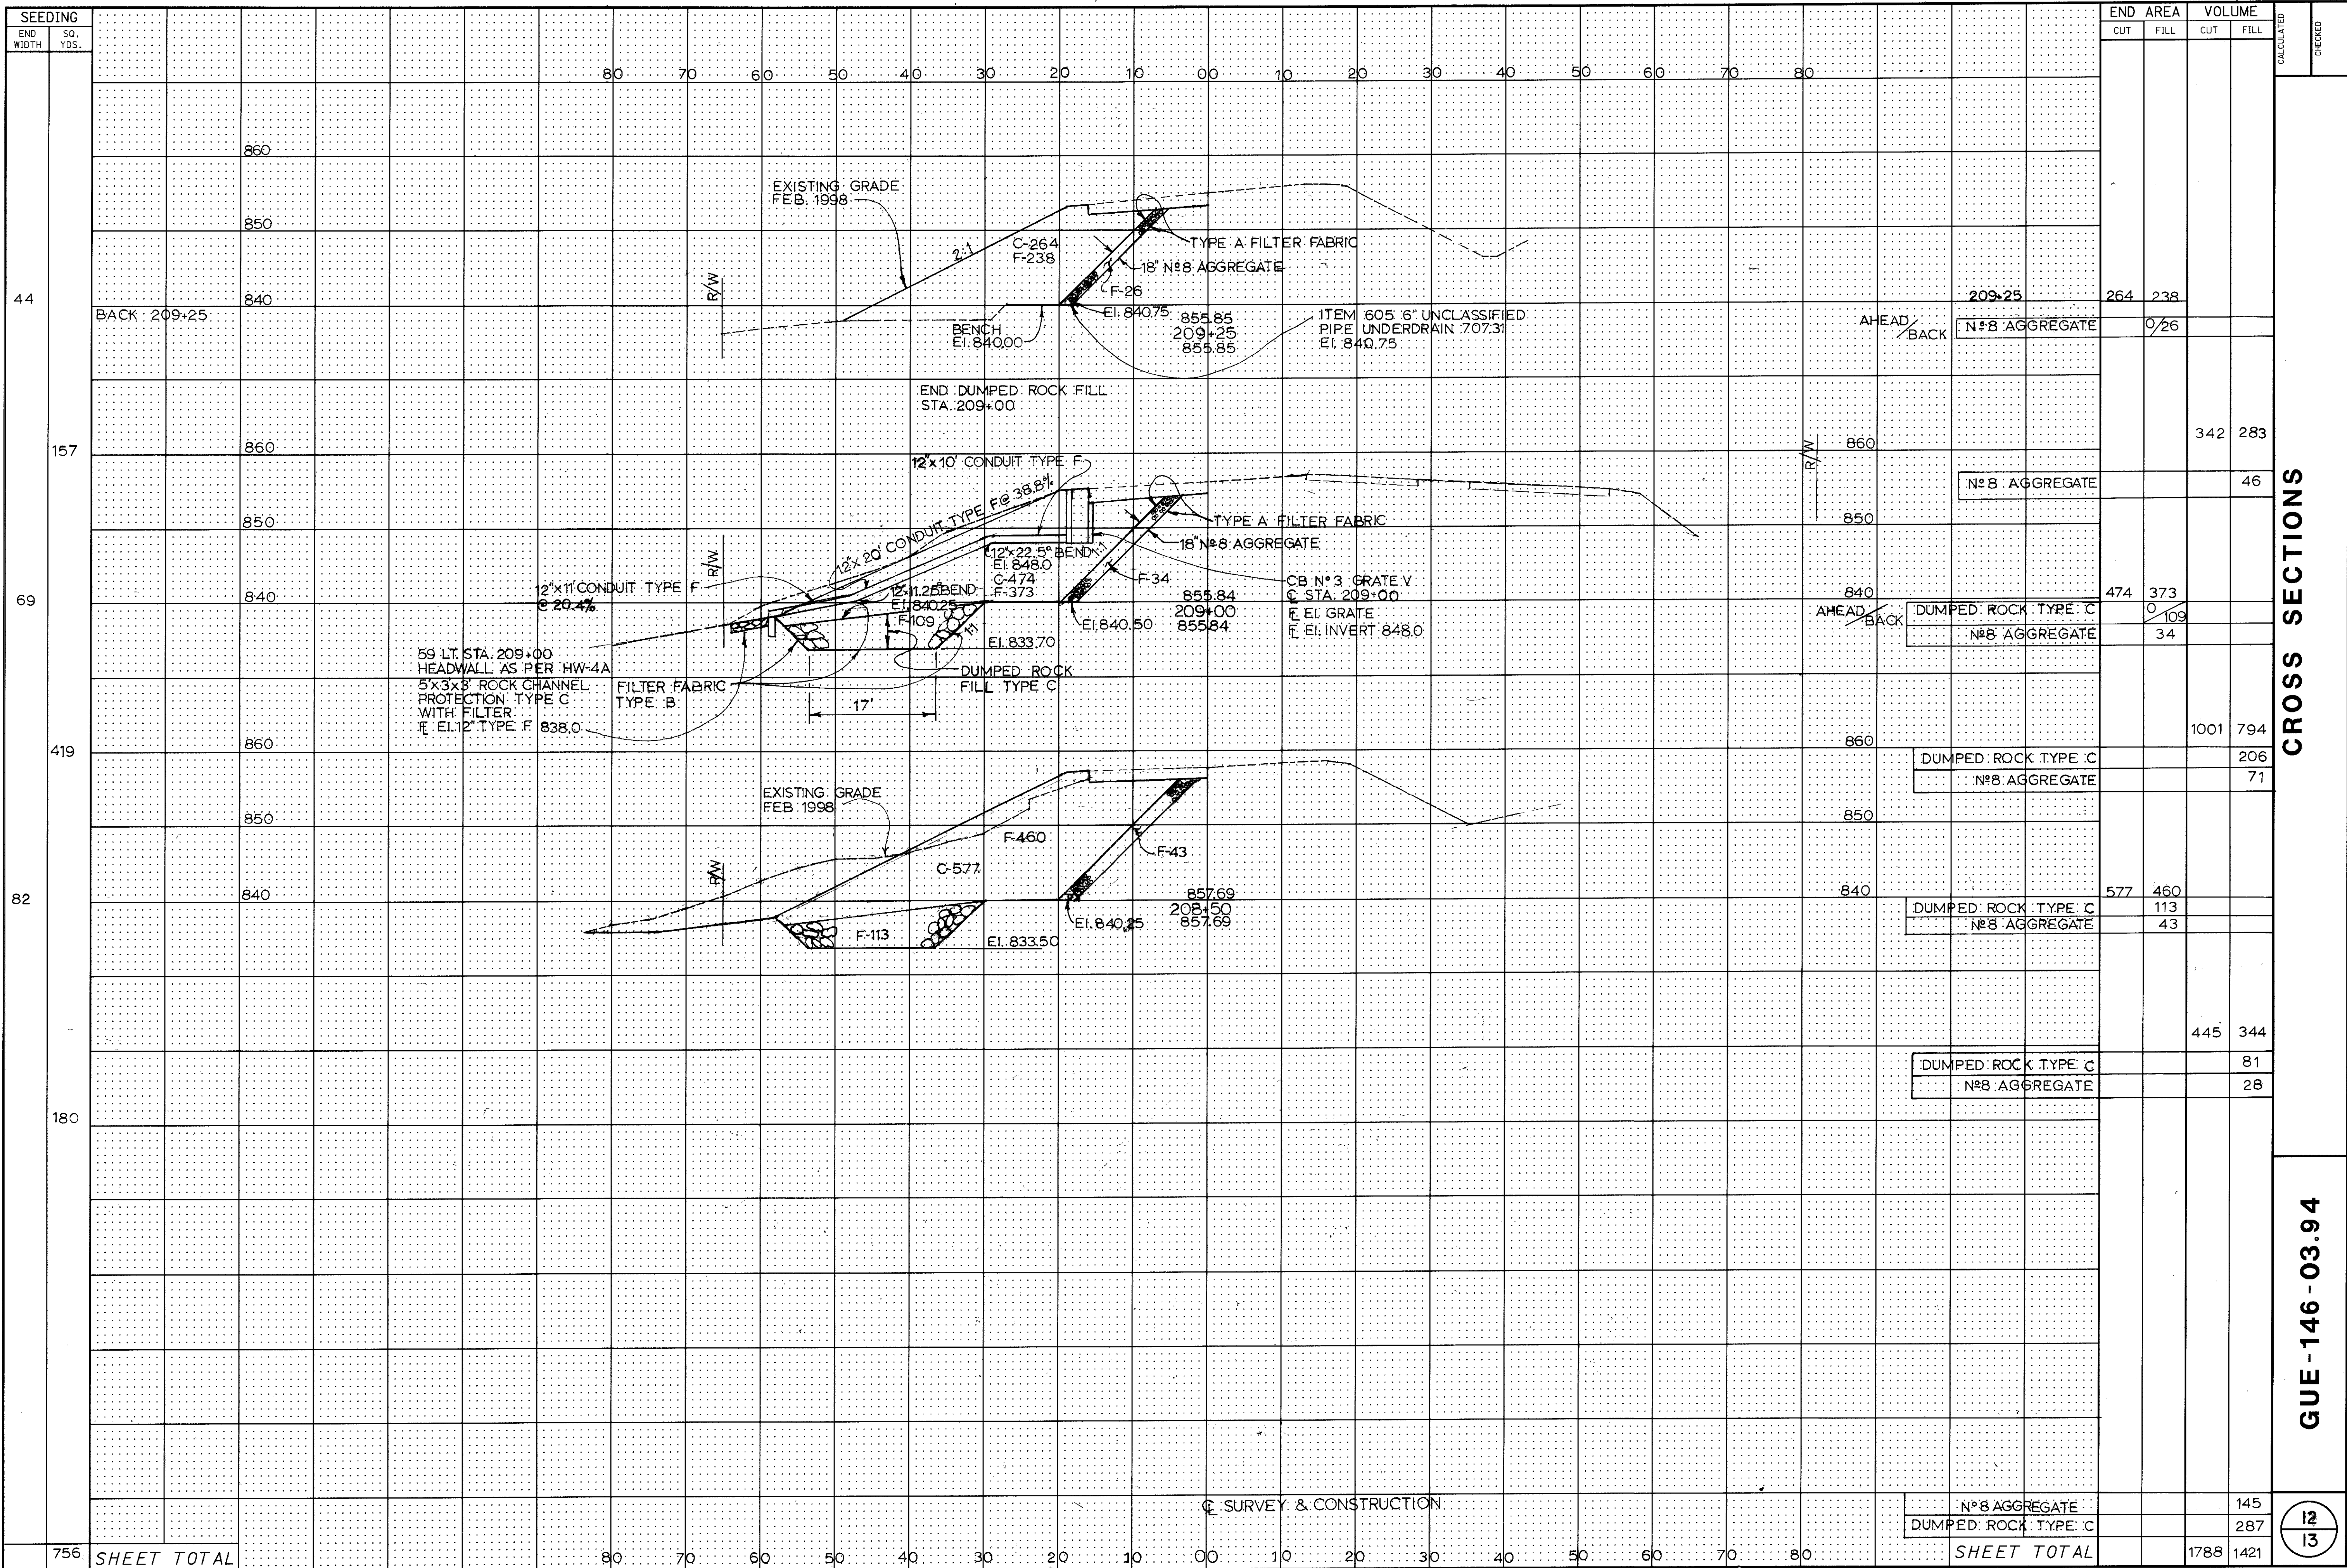 SEEDING
END WIDTH
SQ. YDS.
END AREA
VOLUME
CUT FILL CUT FILL
CALCULATED
CHECKED
80 70 60 50 40 30 20 10 00 10 20 30 40 50 60 70 80
860
EXISTING GRADE
FEB. 1998
850
2:1
C-264
F-238
TYPE A FILTER FABRIC
18" Nº8 AGGREGATE
F-26
R/W
44
840
BACK 209+25
BENCH
El. 840.00
El. 840.75
855.85
209+25
855.85
ITEM 605 6" UNCLASSIFIED
PIPE UNDERDRAIN 707.31
El. 840.75
209+25 264 238
AHEAD/BACK
Nº8 AGGREGATE 0/26
END DUMPED ROCK FILL
STA. 209+00
342 283
157
860
860
R/W
12"x10' CONDUIT TYPE F
Nº8 AGGREGATE 46
12"x 20' CONDUIT TYPE F@ 38.8%
850
850
TYPE A FILTER FABRIC
18" Nº8 AGGREGATE
12"x22.5° BEND
El. 848.0
C-474
F-373
1:1
F-34
R/W
12"x11' CONDUIT TYPE F
@ 20.4%
12"x11.25° BEND
El. 840.25
F-109
CB Nº3 GRATE V
℄ STA. 209+00
F̲L̲ El. GRATE
F̲L̲ El. INVERT 848.0
69
840
840
855.84
209+00
855.84
El. 840.50
474 373
AHEAD/BACK
DUMPED ROCK TYPE C 0/109
Nº8 AGGREGATE 34
1:1
El. 833.70
59 LT. STA. 209+00
HEADWALL AS PER HW-4A
5'x3'x3' ROCK CHANNEL
PROTECTION TYPE C
WITH FILTER
F̲L̲ El. 12" TYPE F 838.0
FILTER FABRIC
TYPE B
DUMPED ROCK
FILL TYPE C
17'
1001 794
419
860
860
DUMPED ROCK TYPE C 206
Nº8 AGGREGATE 71
EXISTING GRADE
FEB. 1998
850
850
F-460
C-577
F-43
R/W
82
840
840
857.69
208+50
857.69
El. 840.25
577 460
DUMPED ROCK TYPE C 113
Nº8 AGGREGATE 43
F-113
El. 833.50
445 344
DUMPED ROCK TYPE C 81
Nº8 AGGREGATE 28
180
℄ SURVEY & CONSTRUCTION
Nº8 AGGREGATE 145
DUMPED ROCK TYPE C 287
756 SHEET TOTAL
80 70 60 50 40 30 20 10 00 10 20 30 40 50 60 70 80
SHEET TOTAL 1788 1421
CROSS SECTIONS
GUE-146-03.94
12
13